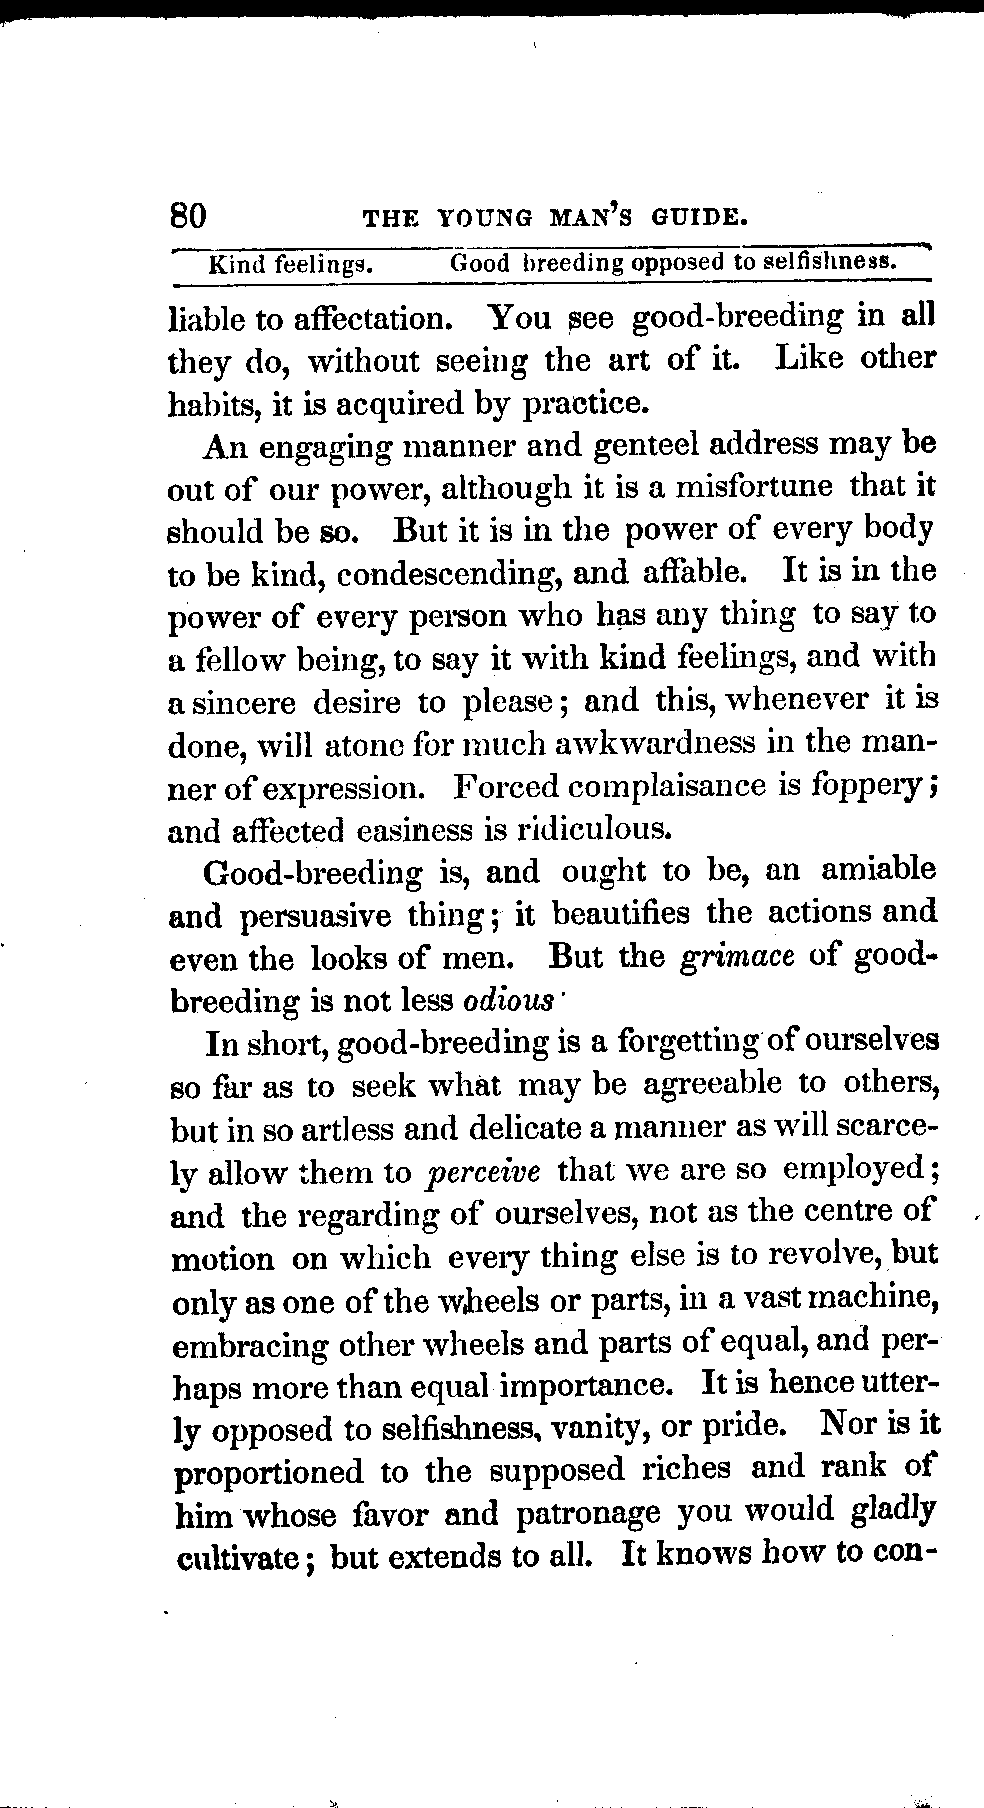 80 THE YOUNG MAN'S GUIDE.
Kind feelings. Good breeding opposed to selfishness.
liable to affectation. You see good-breeding in all
they do, without seeing the art of it. Like other
habits, it is acquired by practice.
An engaging manner and genteel address may be
out of our power, although it is a misfortune that it
should be so. But it is in the power of every body
to be kind, condescending, and affable. It is in the
power of every person who has any thing to say to
a fellow being, to say it with kind feelings, and with
a sincere desire to please; and this, whenever it is
done, will atone for much awkwardness in the man-
ner of expression. Forced complaisance is foppery;
and affected easiness is ridiculous.
Good-breeding is, and ought to be, an amiable
and persuasive thing; it beautifies the actions and
even the looks of men. But the grimace of good-
breeding is not less odious·
In short, good-breeding is a forgetting of ourselves
so far as to seek what may be agreeable to others,
but in so artless and delicate a manner as will scarce-
ly allow them to perceive that we are so employed;
and the regarding of ourselves, not as the centre of
motion on which every thing else is to revolve, but
only as one of the wheels or parts, in a vast machine,
embracing other wheels and parts of equal, and per-
haps more than equal importance. It is hence utter-
ly opposed to selfishness, vanity, or pride. Nor is it
proportioned to the supposed riches and rank of
him whose favor and patronage you would gladly
cultivate; but extends to all. It knows how to con-